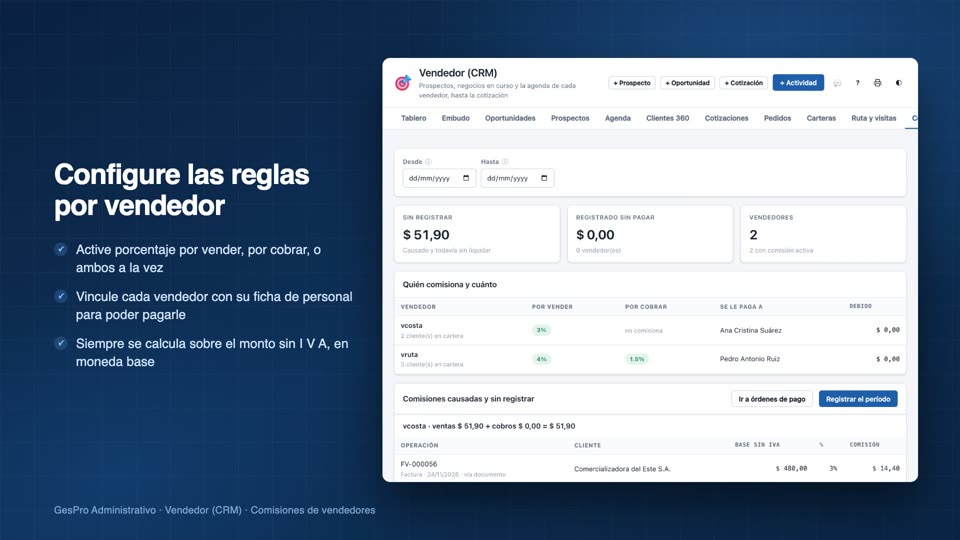 Configure las reglas
por vendedor
Active porcentaje por vender, por cobrar, o
ambos a la vez
Vincule cada vendedor con su ficha de personal
para poder pagarle
Siempre se calcula sobre el monto sin I V A, en
moneda base
GesPro Administrativo · Vendedor (CRM) · Comisiones de vendedores
Vendedor (CRM)
Prospectos, negocios en curso y la agenda de cada
vendedor, hasta la cotización
+ Prospecto + Oportunidad + Cotización + Actividad ?
Tablero Embudo Oportunidades Prospectos Agenda Clientes 360 Cotizaciones Pedidos Carteras Ruta y visitas
Desde Hasta
dd/mm/yyyy dd/mm/yyyy
SIN REGISTRAR REGISTRADO SIN PAGAR VENDEDORES
$ 51,90 $ 0,00 2
Causado y todavía sin liquidar 0 vendedor(es) 2 con comisión activa
Quién comisiona y cuánto
VENDEDOR POR VENDER POR COBRAR SE LE PAGA A DEBIDO
vcosta 3% no comisiona Ana Cristina Suárez $ 0,00
2 cliente(s) en cartera
vruta 4% 1.5% Pedro Antonio Ruiz $ 0,00
3 cliente(s) en cartera
Comisiones causadas y sin registrar Ir a órdenes de pago Registrar el período
vcosta · ventas $ 51,90 + cobros $ 0,00 = $ 51,90
OPERACIÓN CLIENTE BASE SIN IVA % COMISIÓN
FV-000056 Comercializadora del Este S.A. $ 480,00 3% $ 14,40
Factura · 24/11/2026 · vía documento